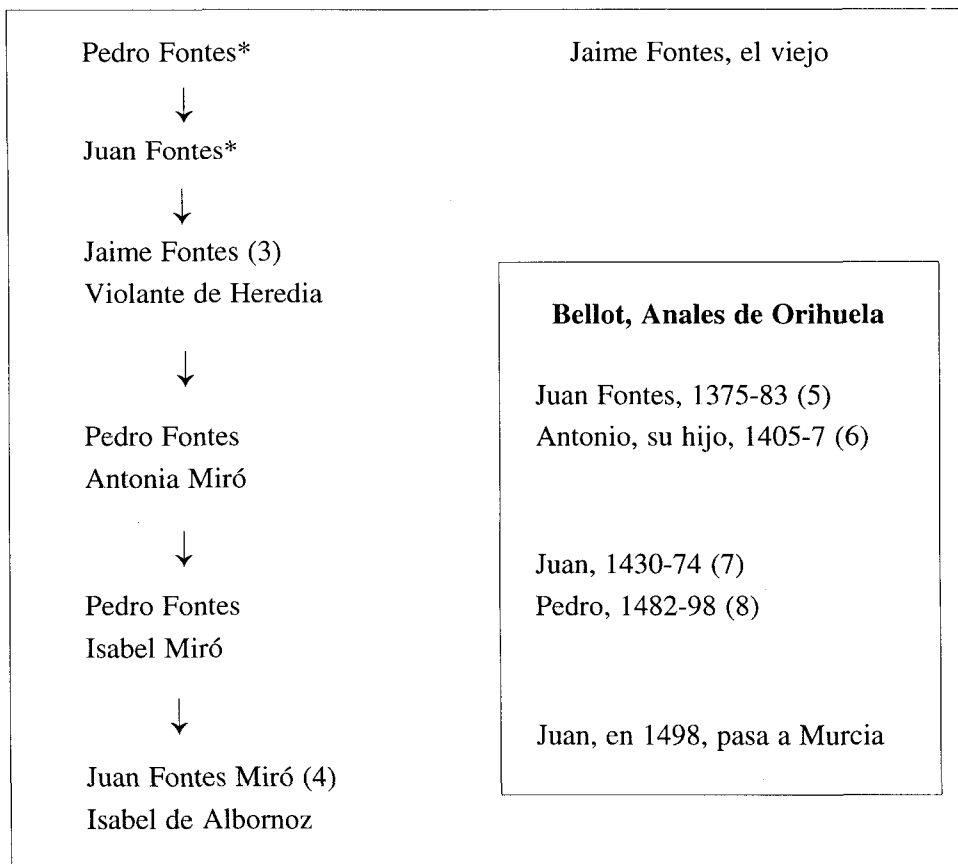 Pedro Fontes*
Jaime Fontes, el viejo
↓
Juan Fontes*
↓
Jaime Fontes (3)
Violante de Heredia
↓
Pedro Fontes
Antonia Miró
↓
Pedro Fontes
Isabel Miró
↓
Juan Fontes Miró (4)
Isabel de Albornoz
Bellot, Anales de Orihuela
Juan Fontes, 1375-83 (5)
Antonio, su hijo, 1405-7 (6)
Juan, 1430-74 (7)
Pedro, 1482-98 (8)
Juan, en 1498, pasa a Murcia